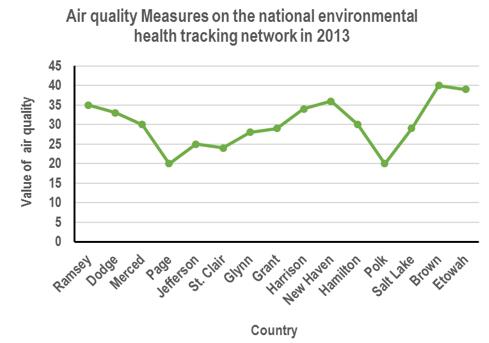 Air quality Measures on the national environmental
health tracking network in 2013
45
40
35
30
25
20
15
10
5
0
Value of air quality
Ramsey
Dodge
Merced
Page
Jefferson
St. Clair
Glynn
Grant
Harrison
New Haven
Hamilton
Polk
Salt Lake
Brown
Etowah
Country